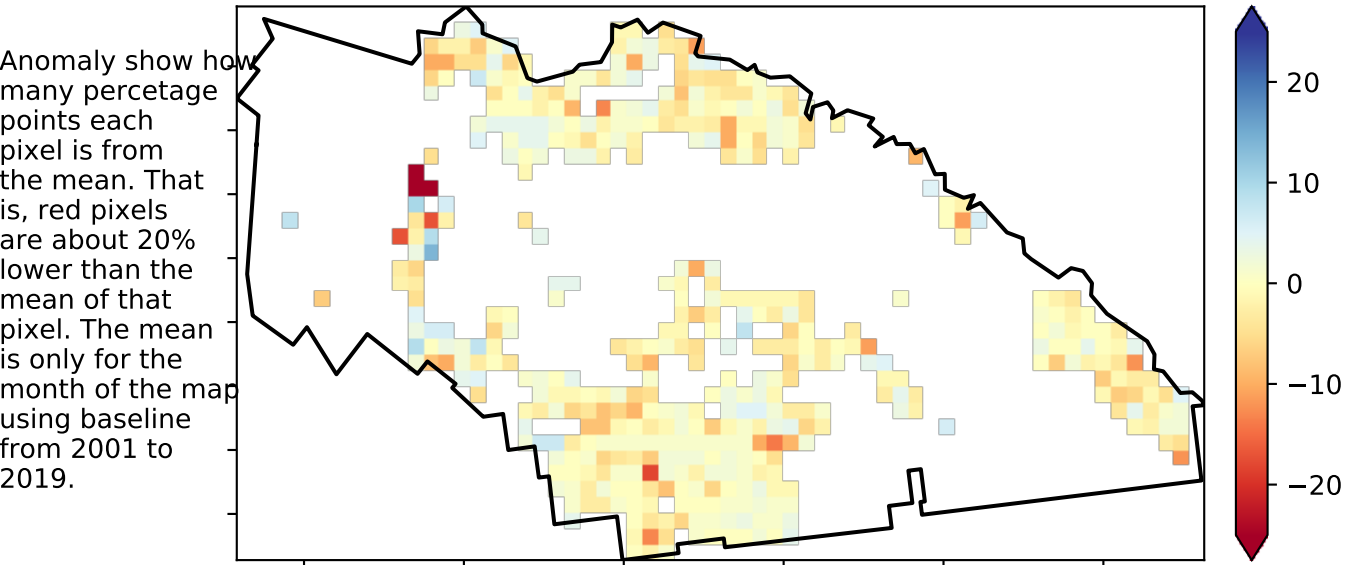 Anomaly show how
many percetage
points each
pixel is from
the mean. That
is, red pixels
are about 20%
lower than the
mean of that
pixel. The mean
is only for the
month of the map
using baseline
from 2001 to
2019.
20
10
0
−10
−20